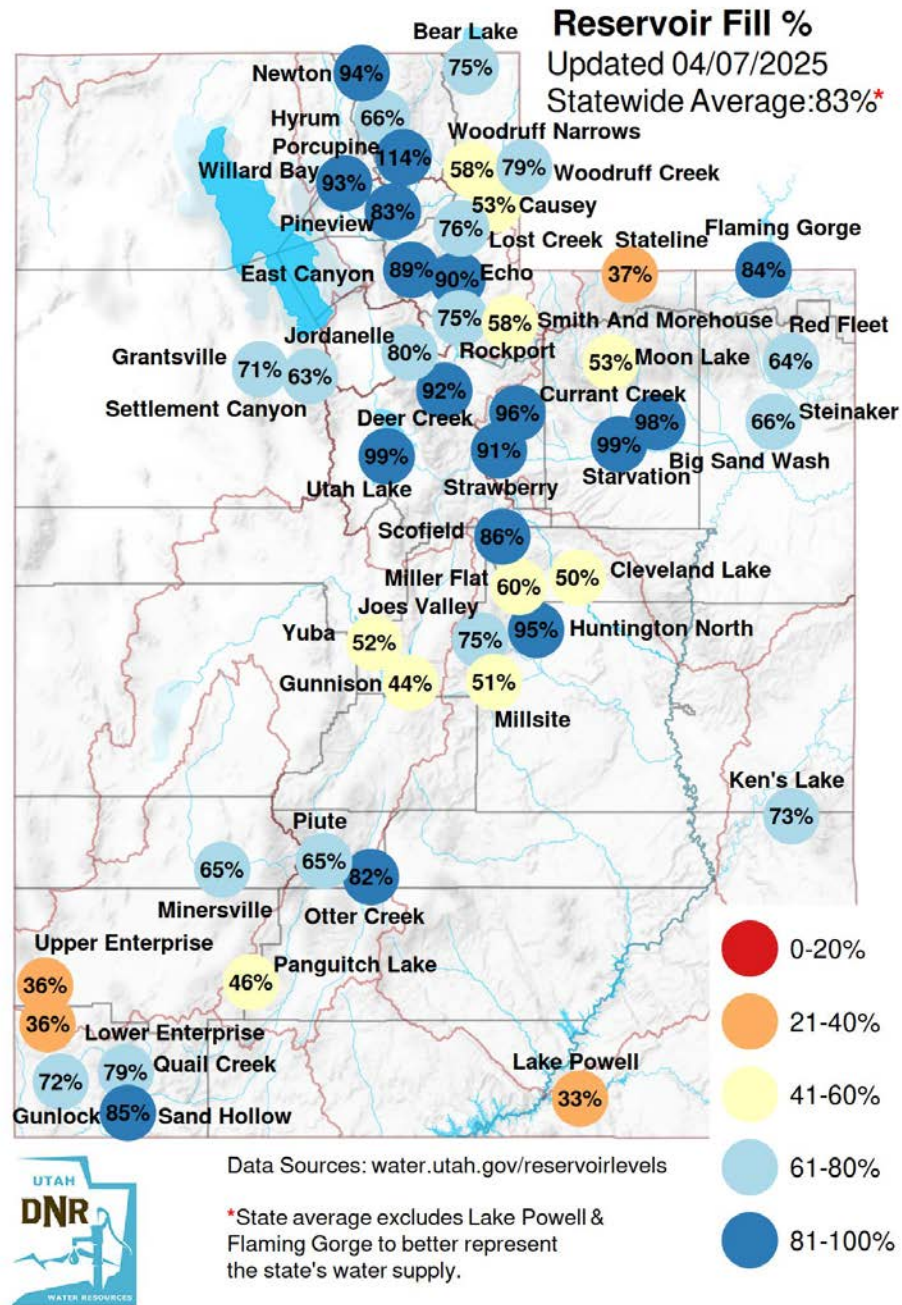 Reservoir Fill %
Updated 04/07/2025
Statewide Average:83%*
Bear Lake
75%
Newton
94%
Hyrum
66%
Porcupine
114%
Willard Bay
93%
Woodruff Narrows
58%
79%
Woodruff Creek
Pineview
83%
53%
Causey
76%
Lost Creek
Stateline
37%
Flaming Gorge
84%
East Canyon
89%
90%
Echo
75%
Rockport
58%
Smith And Morehouse
Red Fleet
64%
Jordanelle
80%
Grantsville
71%
63%
Settlement Canyon
53%
Moon Lake
92%
Deer Creek
Currant Creek
96%
98%
Big Sand Wash
66%
Steinaker
99%
Utah Lake
91%
Strawberry
99%
Starvation
Scofield
86%
Miller Flat
60%
50%
Cleveland Lake
Joes Valley
75%
95%
Huntington North
Yuba
52%
Gunnison
44%
51%
Millsite
Ken's Lake
73%
Piute
65%
65%
Minersville
82%
Otter Creek
Upper Enterprise
36%
46%
Panguitch Lake
36%
Lower Enterprise
72%
Gunlock
79%
Quail Creek
85%
Sand Hollow
Lake Powell
33%
0-20%
21-40%
41-60%
61-80%
81-100%
UTAH
DNR
WATER RESOURCES
Data Sources: water.utah.gov/reservoirlevels
*State average excludes Lake Powell &
Flaming Gorge to better represent
the state's water supply.